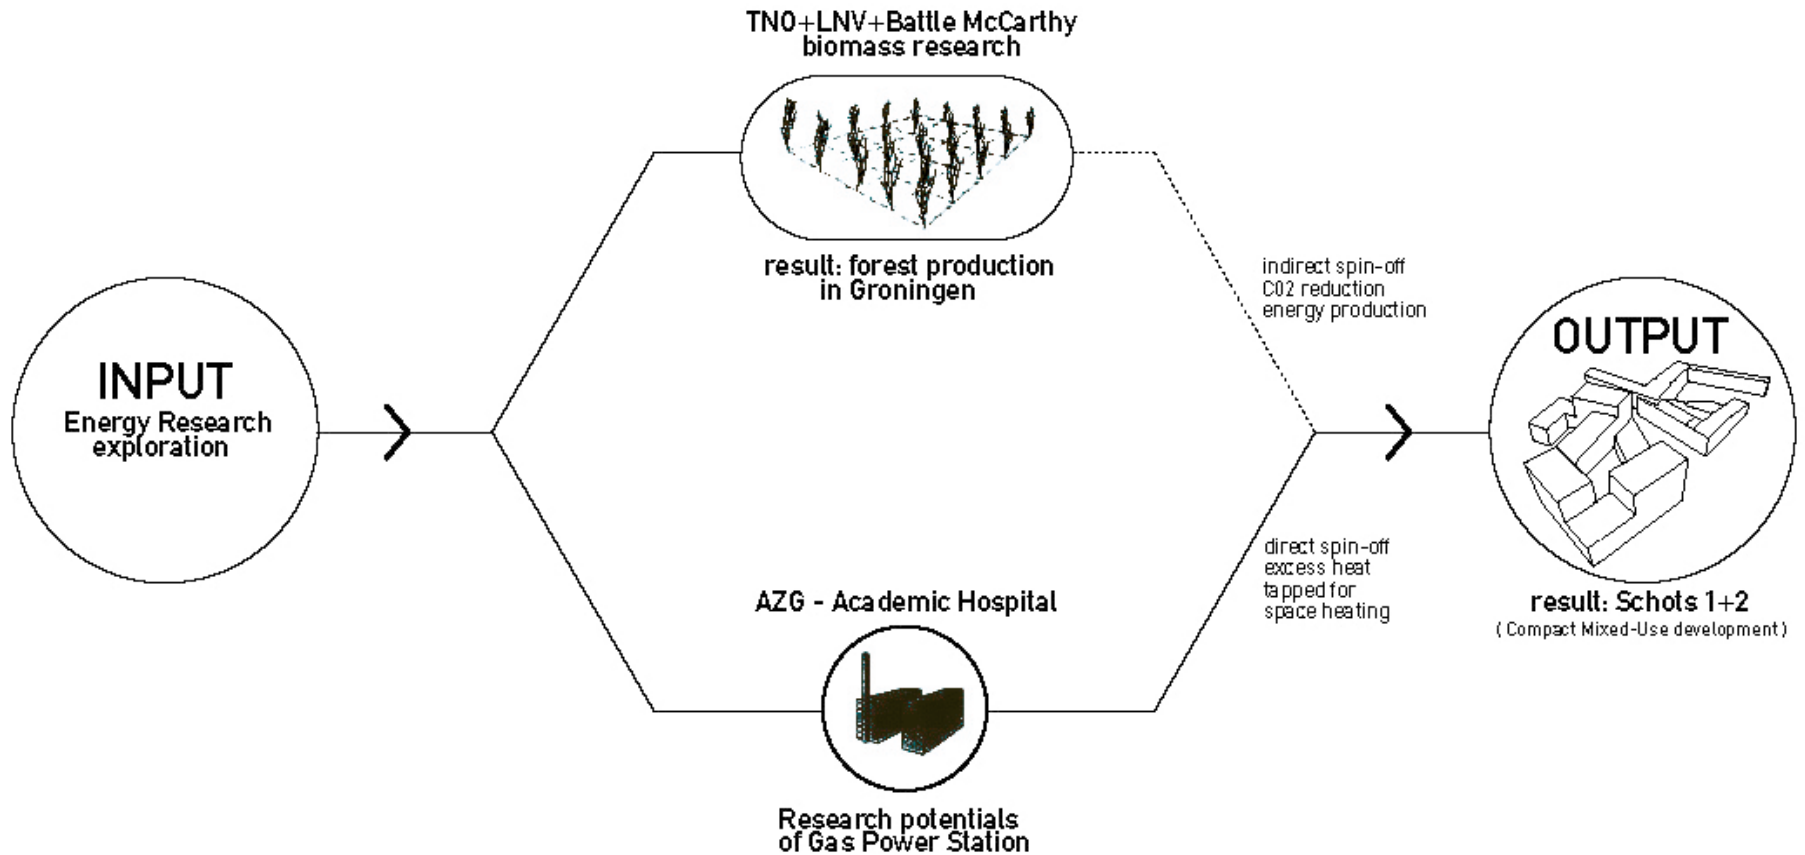 TNO+LNV+Battle McCarthy
biomass research
result: forest production
in Groningen
INPUT
Energy Research
exploration
indirect spin-off
C02 reduction
energy production
OUTPUT
direct spin-off
excess heat
tapped for
space heating
result: Schots 1+2
( Compact Mixed-Use development )
AZG - Academic Hospital
Research potentials
of Gas Power Station